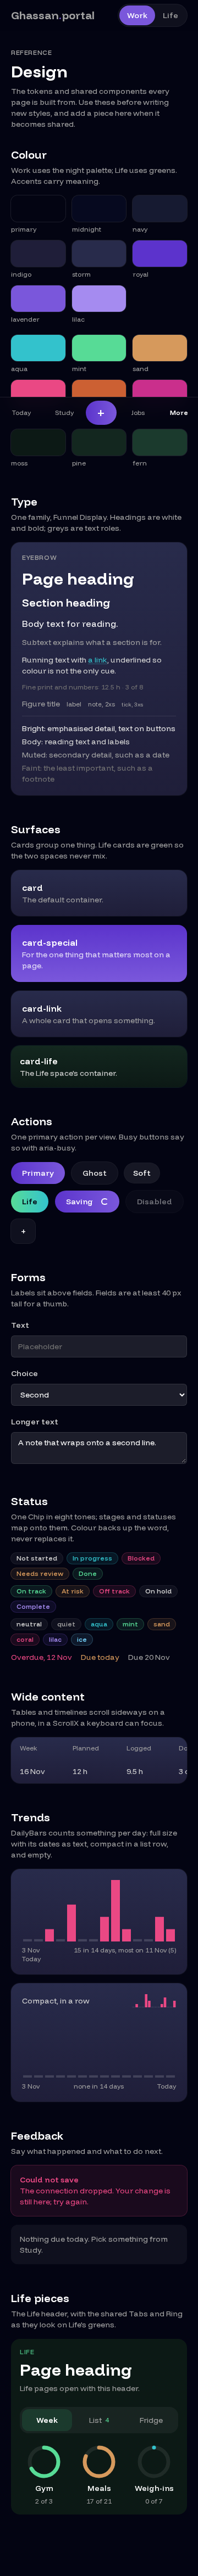 Ghassan.portal
Work
Life
REFERENCE
Design
The tokens and shared components every
page is built from. Use these before writing
new styles, and add a piece here when it
becomes shared.
Colour
Work uses the night palette; Life uses greens.
Accents carry meaning.
primary
midnight
navy
indigo
storm
royal
lavender
lilac
aqua
mint
sand
Today
Study
+
Jobs
More
moss
pine
fern
Type
One family, Funnel Display. Headings are white
and bold; greys are text roles.
EYEBROW
Page heading
Section heading
Body text for reading.
Subtext explains what a section is for.
Running text with a link, underlined so
colour is not the only cue.
Fine print and numbers: 12.5 h · 3 of 8
Figure title
label
note, 2xs
tick, 3xs
Bright: emphasised detail, text on buttons
Body: reading text and labels
Muted: secondary detail, such as a date
Faint: the least important, such as a
footnote
Surfaces
Cards group one thing. Life cards are green so
the two spaces never mix.
card
The default container.
card-special
For the one thing that matters most on a
page.
card-link
A whole card that opens something.
card-life
The Life space's container.
Actions
One primary action per view. Busy buttons say
so with aria-busy.
Primary
Ghost
Soft
Life
Saving
Disabled
+
Forms
Labels sit above fields. Fields are at least 40 px
tall for a thumb.
Text
Placeholder
Choice
Second
Longer text
A note that wraps onto a second line.
Status
One Chip in eight tones; stages and statuses
map onto them. Colour backs up the word,
never replaces it.
Not started
In progress
Blocked
Needs review
Done
On track
At risk
Off track
On hold
Complete
neutral
quiet
aqua
mint
sand
coral
lilac
ice
Overdue, 12 Nov
Due today
Due 20 Nov
Wide content
Tables and timelines scroll sideways on a
phone, in a ScrollX a keyboard can focus.
Week
Planned
Logged
16 Nov
12 h
9.5 h
Trends
DailyBars counts something per day: full size
with its dates as text, compact in a list row,
and empty.
3 Nov
15 in 14 days, most on 11 Nov (5)
Today
Compact, in a row
3 Nov
none in 14 days
Today
Feedback
Say what happened and what to do next.
Could not save
The connection dropped. Your change is
still here; try again.
Nothing due today. Pick something from
Study.
Life pieces
The Life header, with the shared Tabs and Ring
as they look on Life's greens.
LIFE
Page heading
Life pages open with this header.
Week
List 4
Fridge
Gym
Meals
Weigh-ins
2 of 3
17 of 21
0 of 7